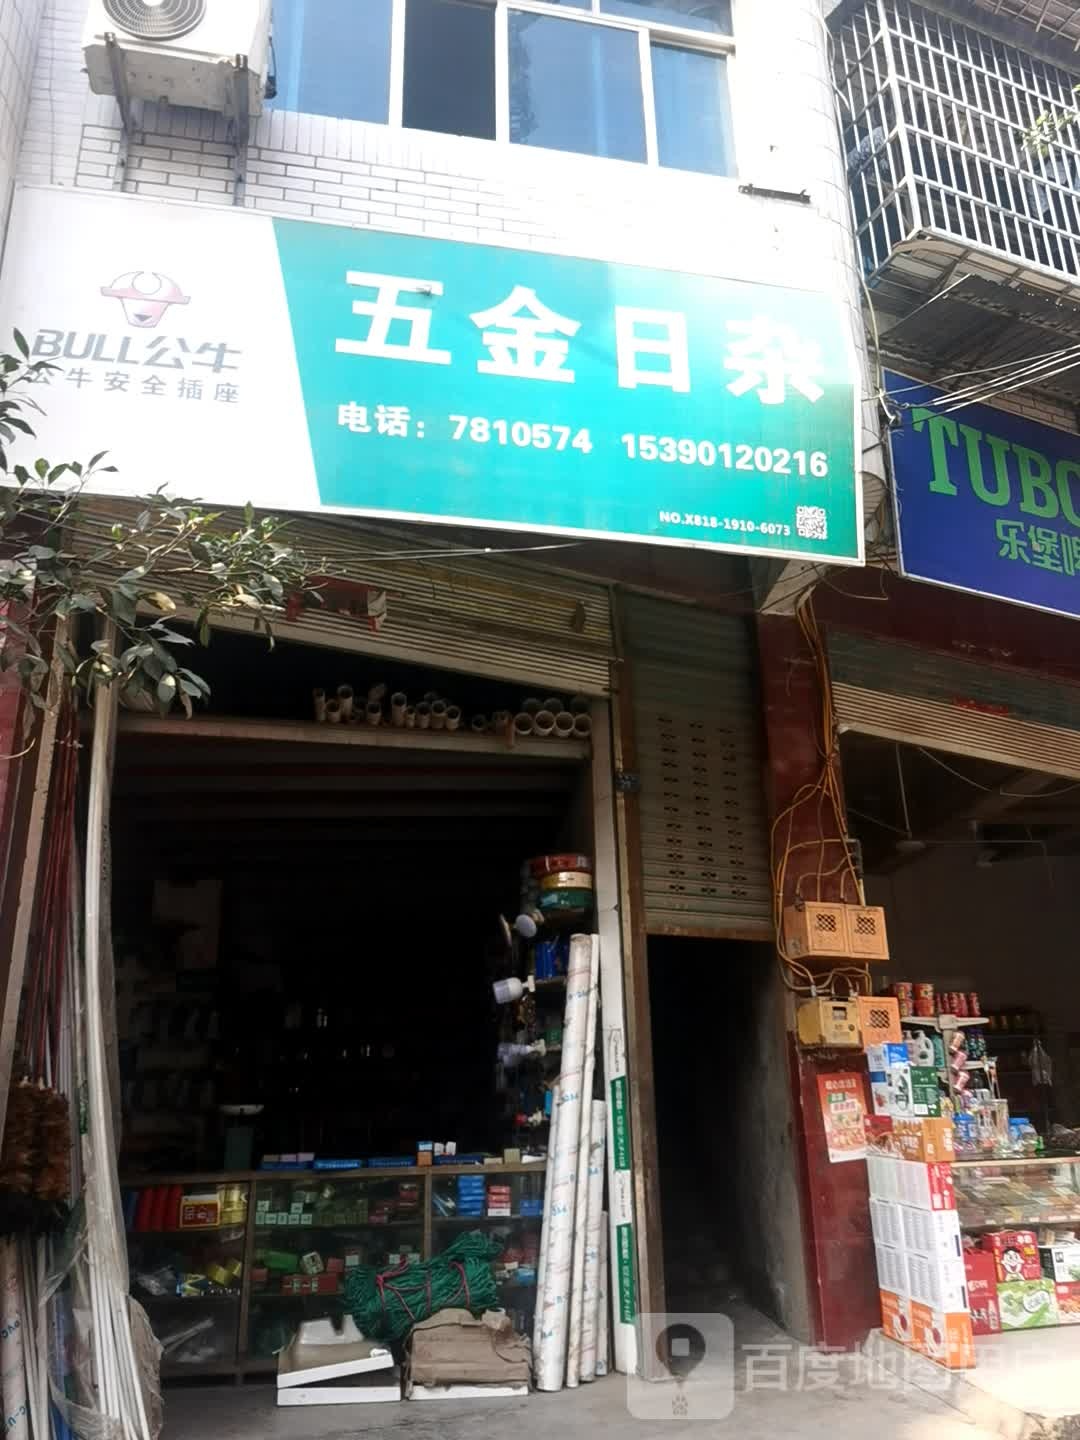 BULL公牛
公牛安全插座
五金日杂
电话：7810574 15390120216
NO.X818-1910-6073
TUBO
乐堡啤
百度地图